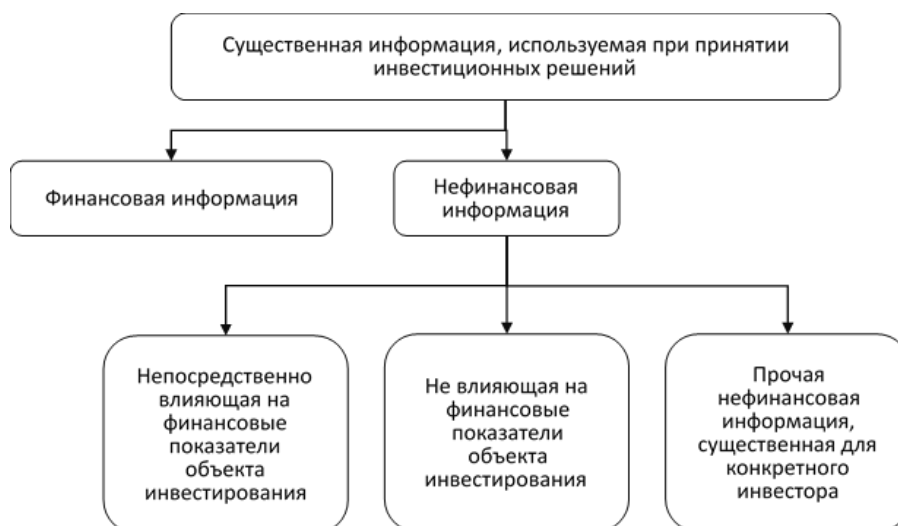 Существенная информация, используемая при принятии
инвестиционных решений
Финансовая информация
Нефинансовая
информация
Непосредственно
влияющая на
финансовые
показатели
объекта
инвестирования
Не влияющая на
финансовые
показатели
объекта
инвестирования
Прочая
нефинансовая
информация,
существенная для
конкретного
инвестора